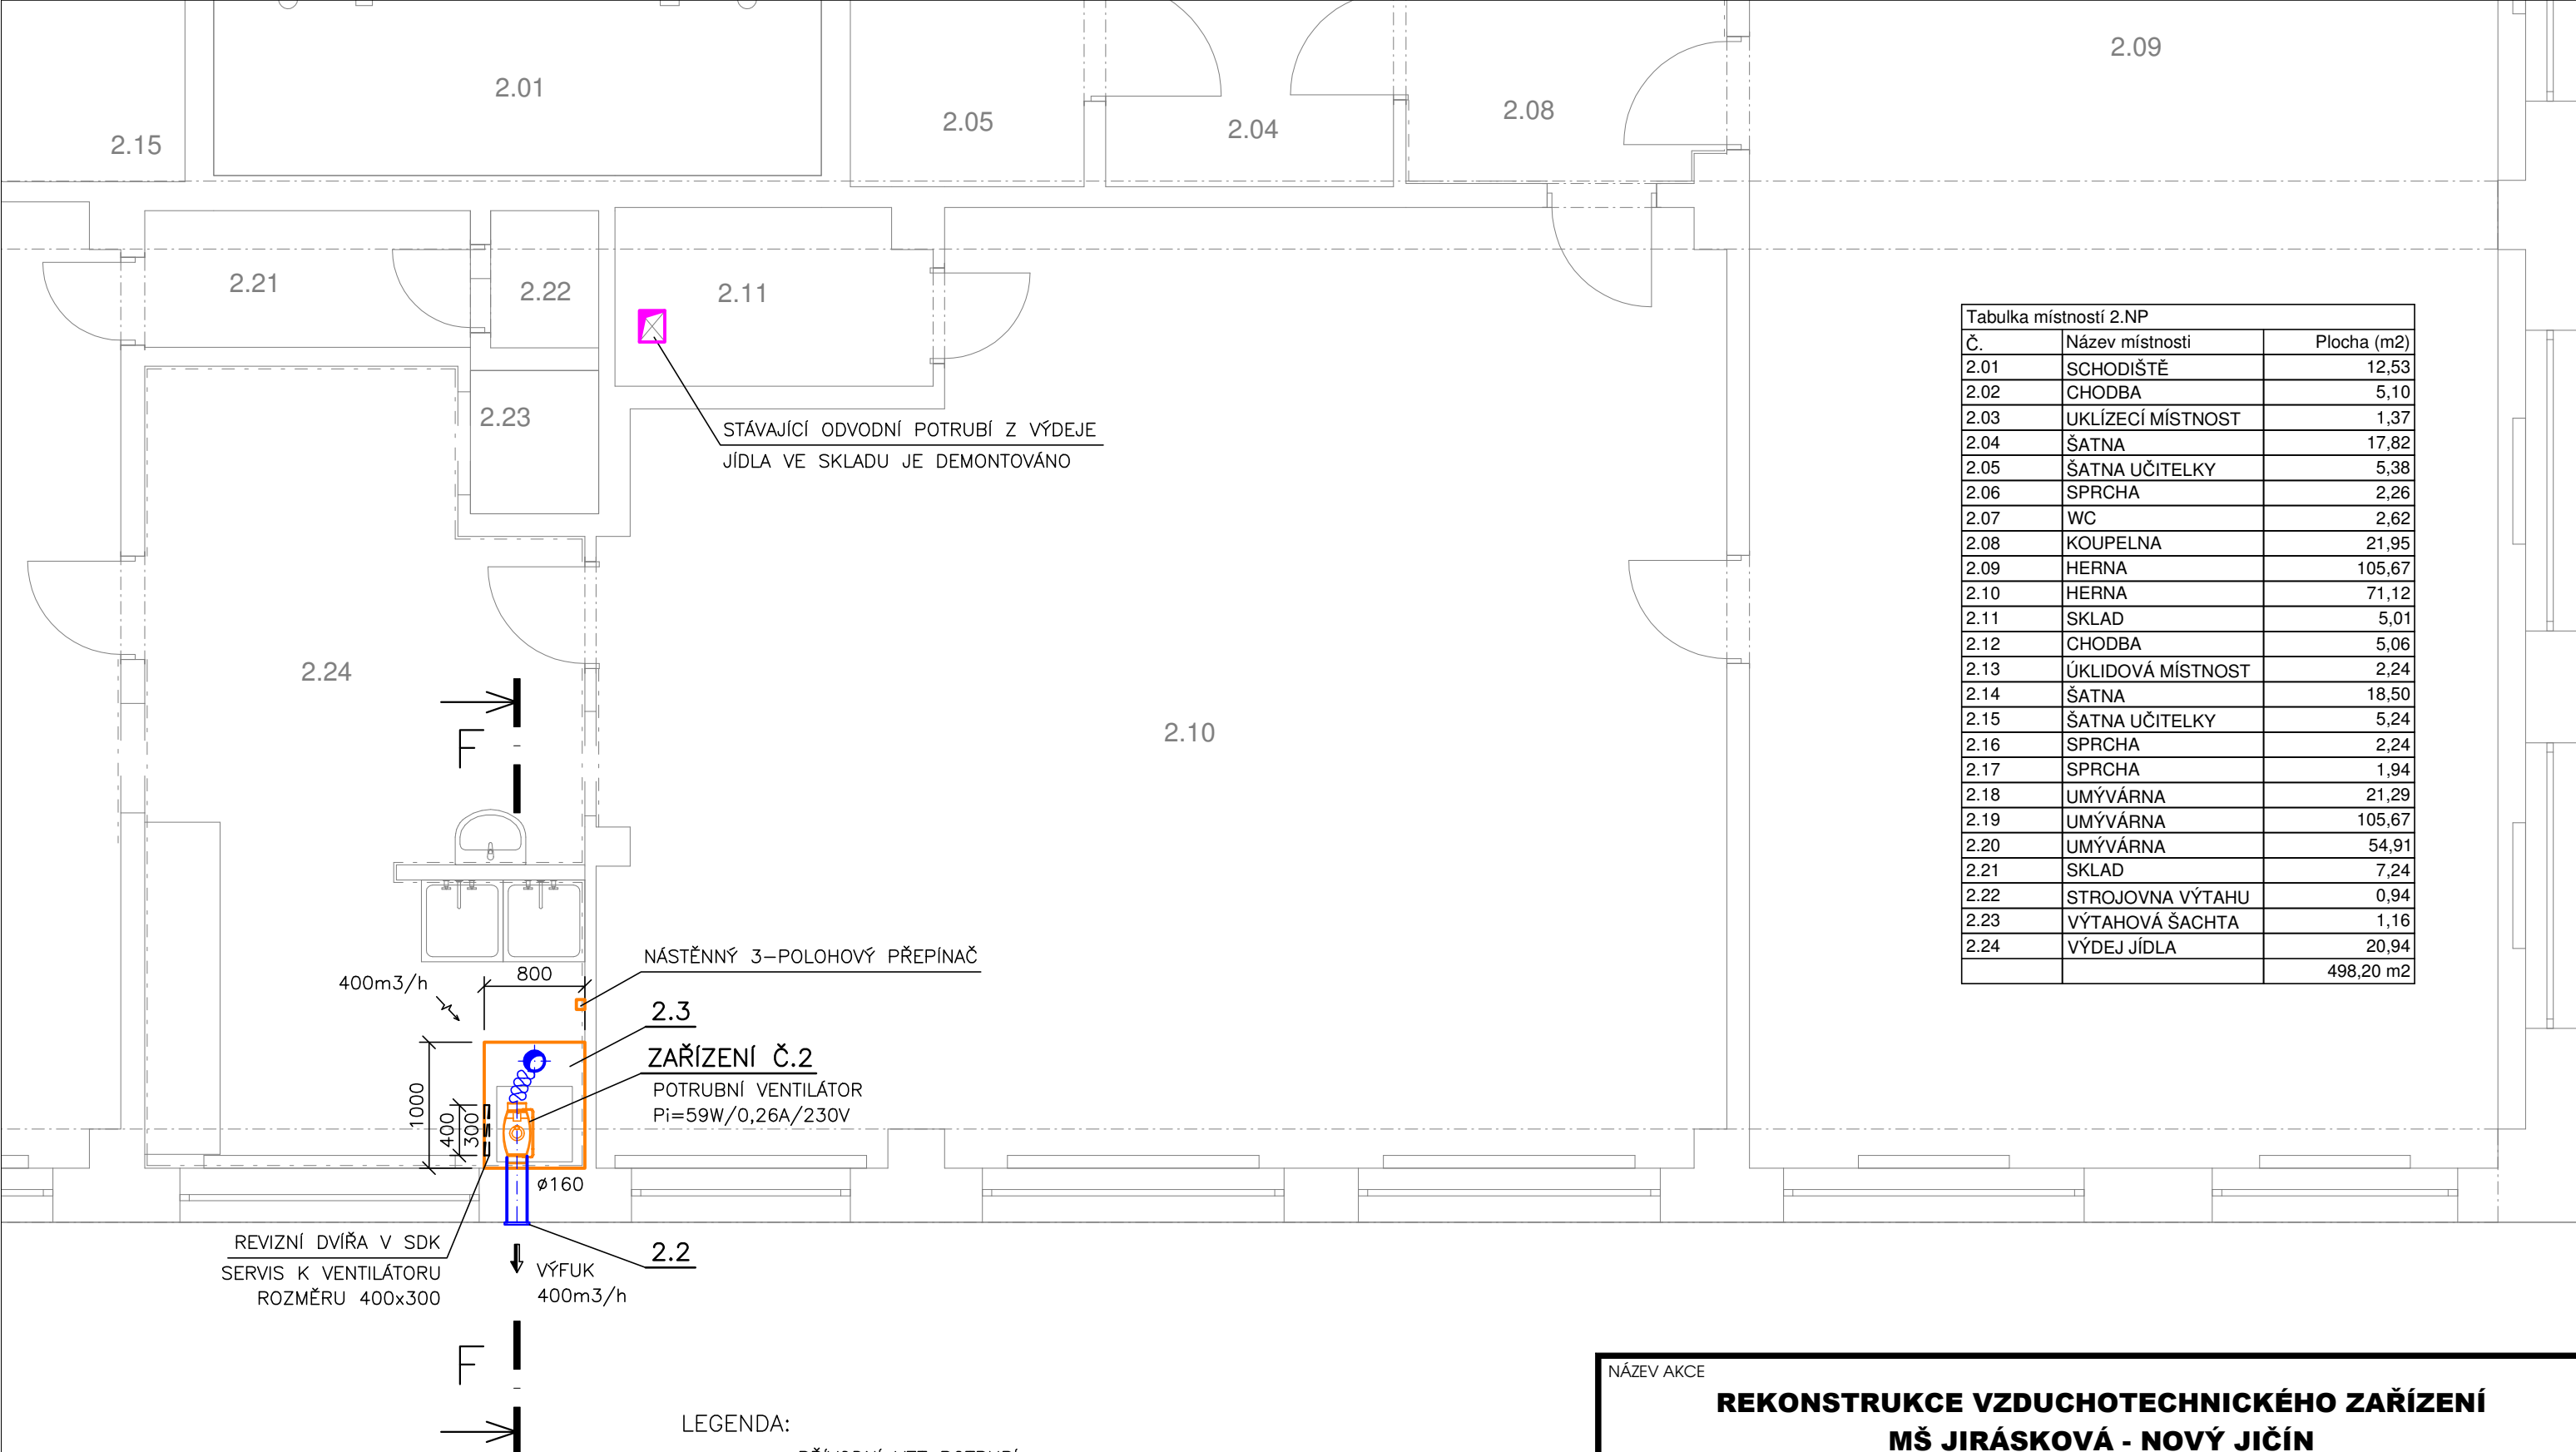 2.01
2.09
2.15
2.05
2.04
2.08
2.21
2.22
2.11
2.23
STÁVAJÍCÍ ODVODNÍ POTRUBÍ Z VÝDEJE
JÍDLA VE SKLADU JE DEMONTOVÁNO
2.24
F
2.10
Tabulka místností 2.NP
Č. Název místnosti Plocha (m2)
2.01 SCHODIŠTĚ 12,53
2.02 CHODBA 5,10
2.03 UKLÍZECÍ MÍSTNOST 1,37
2.04 ŠATNA 17,82
2.05 ŠATNA UČITELKY 5,38
2.06 SPRCHA 2,26
2.07 WC 2,62
2.08 KOUPELNA 21,95
2.09 HERNA 105,67
2.10 HERNA 71,12
2.11 SKLAD 5,01
2.12 CHODBA 5,06
2.13 ÚKLIDOVÁ MÍSTNOST 2,24
2.14 ŠATNA 18,50
2.15 ŠATNA UČITELKY 5,24
2.16 SPRCHA 2,24
2.17 SPRCHA 1,94
2.18 UMÝVÁRNA 21,29
2.19 UMÝVÁRNA 105,67
2.20 UMÝVÁRNA 54,91
2.21 SKLAD 7,24
2.22 STROJOVNA VÝTAHU 0,94
2.23 VÝTAHOVÁ ŠACHTA 1,16
2.24 VÝDEJ JÍDLA 20,94
498,20 m2
NÁSTĚNNÝ 3-POLOHOVÝ PŘEPÍNAČ
400m3/h
800
2.3
ZAŘÍZENÍ Č.2
POTRUBNÍ VENTILÁTOR
Pi=59W/0,26A/230V
1000
400
300
ø160
REVIZNÍ DVÍŘA V SDK
SERVIS K VENTILÁTORU
ROZMĚRU 400x300
2.2
VÝFUK
400m3/h
F
LEGENDA:
NÁZEV AKCE
REKONSTRUKCE VZDUCHOTECHNICKÉHO ZAŘÍZENÍ
MŠ JIRÁSKOVÁ - NOVÝ JIČÍN